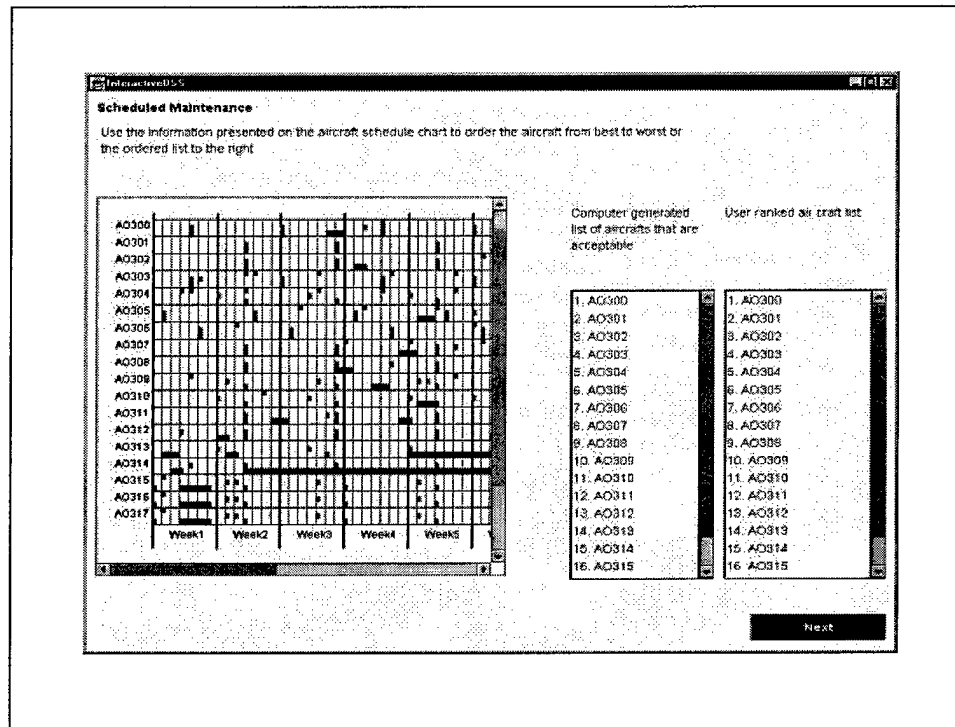 InteractiveDSS
Scheduled Maintenance
Use the information presented on the aircraft schedule chart to order the aircraft from best to worst or
the ordered list to the right
AO300
AO301
AO302
AO303
AO304
AO305
AO306
AO307
AO308
AO309
AO310
AO311
AO312
AO313
AO314
AO315
AO316
AO317
Week1 Week2 Week3 Week4 Week5
Computer generated
list of aircrafts that are
acceptable
1. AO300
2. AO301
3. AO302
4. AO303
5. AO304
6. AO305
7. AO306
8. AO307
9. AO308
10. AO309
11. AO310
12. AO311
13. AO312
14. AO313
15. AO314
16. AO315
User ranked air craft list
1. AO300
2. AO301
3. AO302
4. AO303
5. AO304
6. AO305
7. AO306
8. AO307
9. AO308
10. AO309
11. AO310
12. AO311
13. AO312
14. AO313
15. AO314
16. AO315
Next